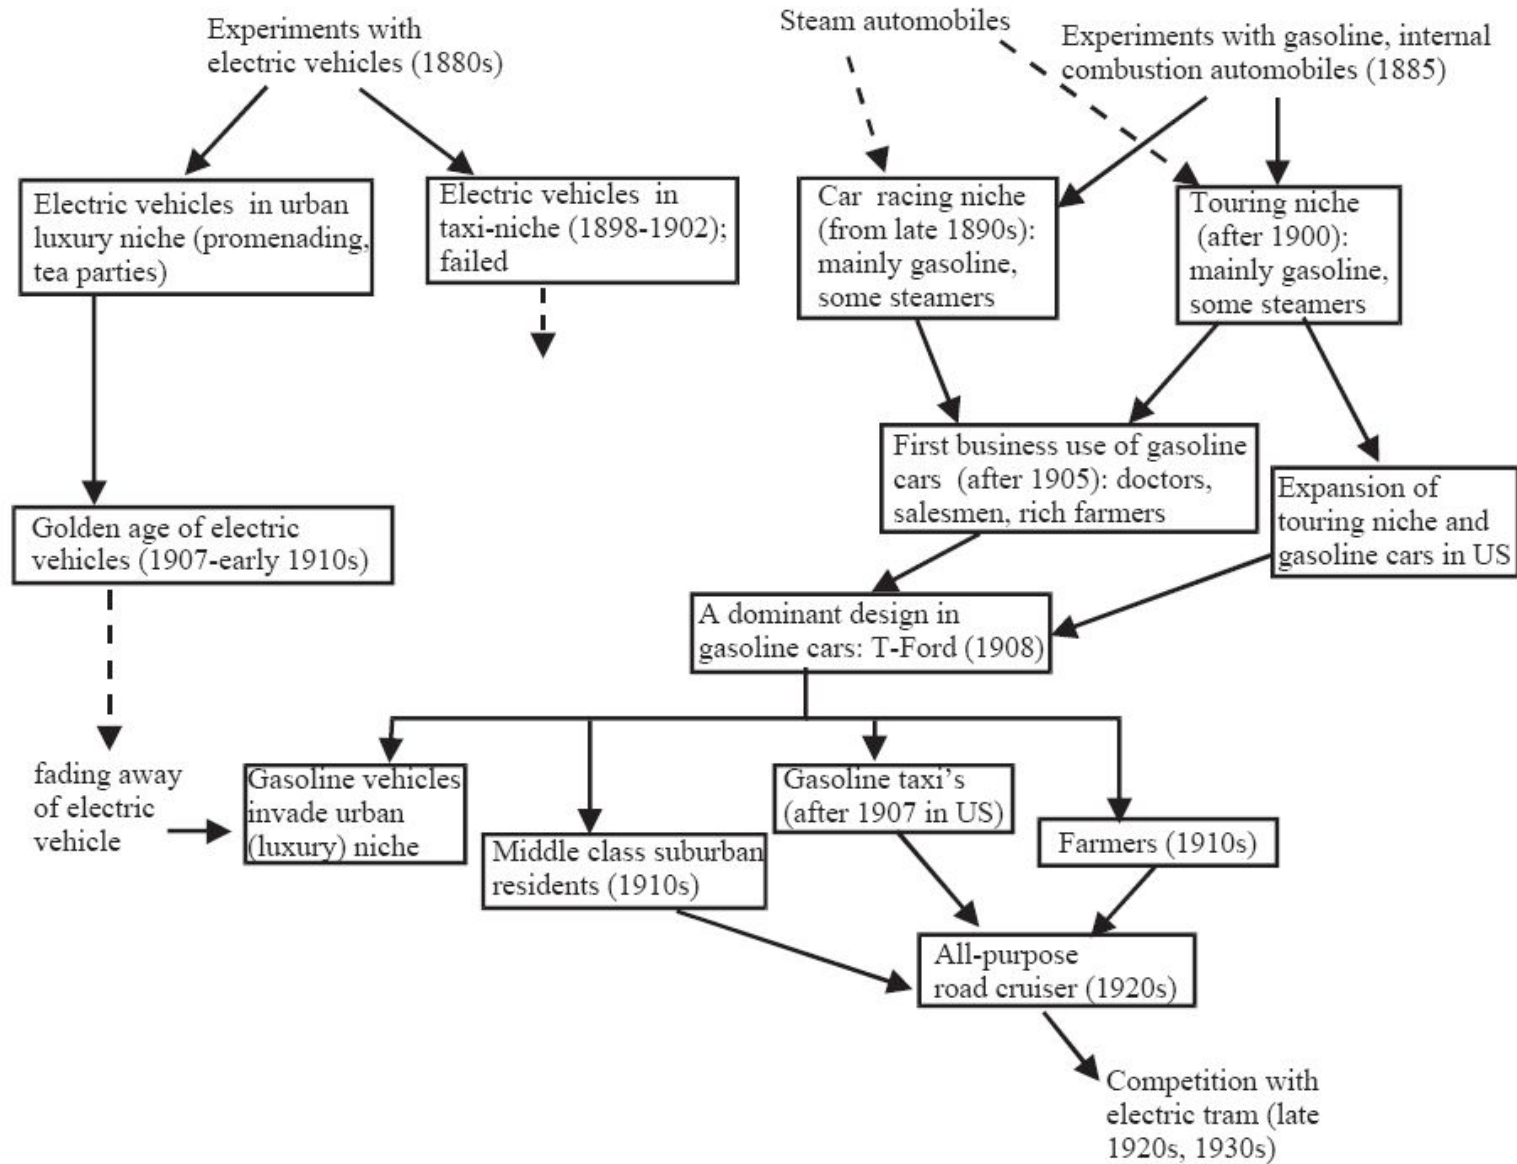 Experiments with
electric vehicles (1880s)
Steam automobiles
Experiments with gasoline, internal
combustion automobiles (1885)
Electric vehicles in urban
luxury niche (promenading,
tea parties)
Electric vehicles in
taxi-niche (1898-1902);
failed
Car racing niche
(from late 1890s):
mainly gasoline,
some steamers
Touring niche
(after 1900):
mainly gasoline,
some steamers
First business use of gasoline
cars (after 1905): doctors,
salesmen, rich farmers
Expansion of
touring niche and
gasoline cars in US
Golden age of electric
vehicles (1907-early 1910s)
A dominant design in
gasoline cars: T-Ford (1908)
fading away
of electric
vehicle
Gasoline vehicles
invade urban
(luxury) niche
Middle class suburban
residents (1910s)
Gasoline taxi's
(after 1907 in US)
Farmers (1910s)
All-purpose
road cruiser (1920s)
Competition with
electric tram (late
1920s, 1930s)